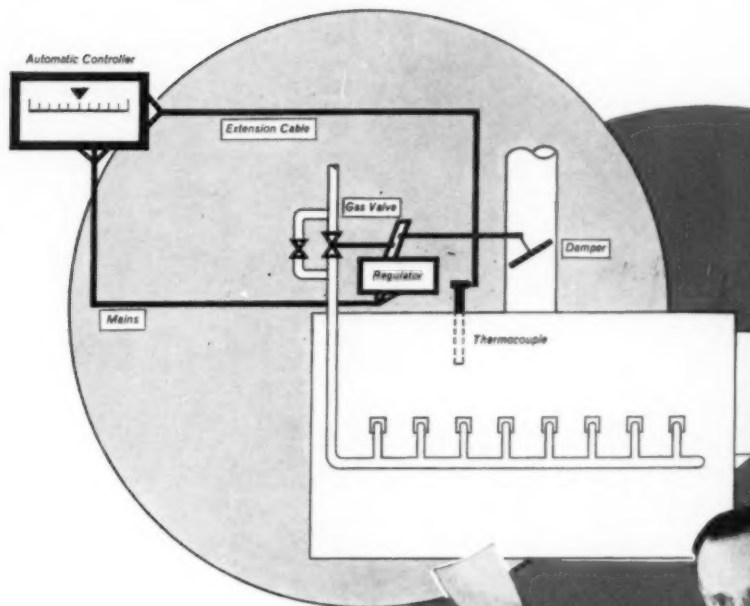 Automatic Controller
Extension Cable
Gas Valve
Regulator
Damper
Mains
Thermocouple